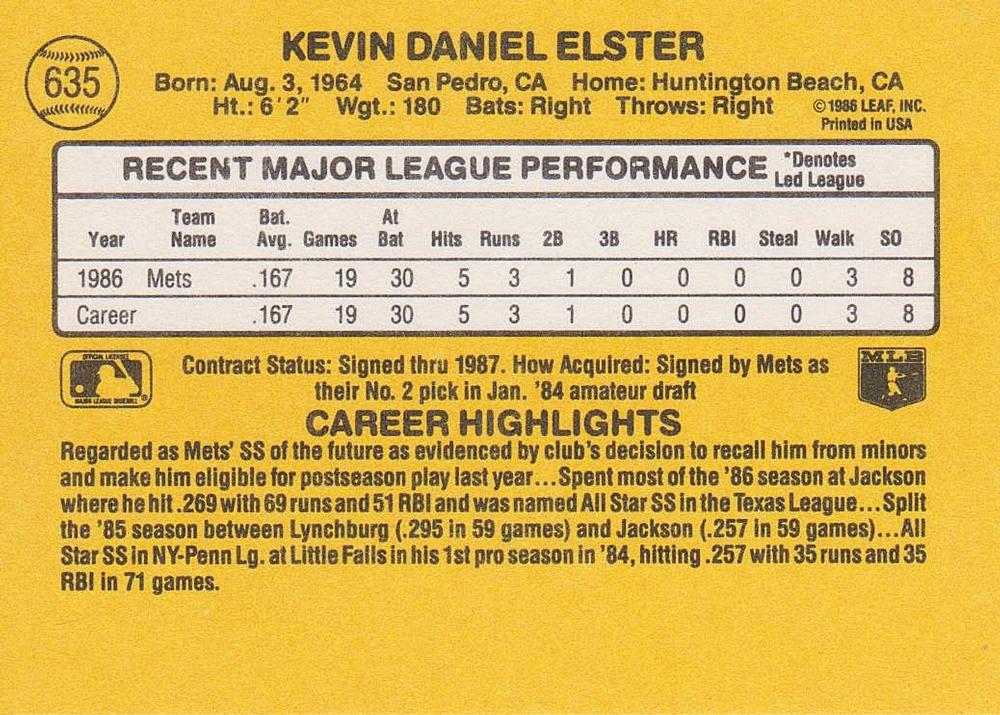 635
KEVIN DANIEL ELSTER
Born: Aug. 3, 1964 San Pedro, CA Home: Huntington Beach, CA
Ht.: 6'2" Wgt.: 180 Bats: Right Throws: Right ©1986 LEAF, INC.
Printed in USA
RECENT MAJOR LEAGUE PERFORMANCE *Denotes
Led League
Team Bat. At
Year Name Avg. Games Bat Hits Runs 2B 3B HR RBI Steal Walk SO
1986 Mets .167 19 30 5 3 1 0 0 0 0 3 8
Career .167 19 30 5 3 1 0 0 0 0 3 8
OFFICIAL LICENSEE
MAJOR LEAGUE BASEBALL
MLB
Contract Status: Signed thru 1987. How Acquired: Signed by Mets as
their No. 2 pick in Jan. '84 amateur draft
CAREER HIGHLIGHTS
Regarded as Mets' SS of the future as evidenced by club's decision to recall him from minors
and make him eligible for postseason play last year...Spent most of the '86 season at Jackson
where he hit .269 with 69 runs and 51 RBI and was named All Star SS in the Texas League...Split
the '85 season between Lynchburg (.295 in 59 games) and Jackson (.257 in 59 games)...All
Star SS in NY-Penn Lg. at Little Falls in his 1st pro season in '84, hitting .257 with 35 runs and 35
RBI in 71 games.